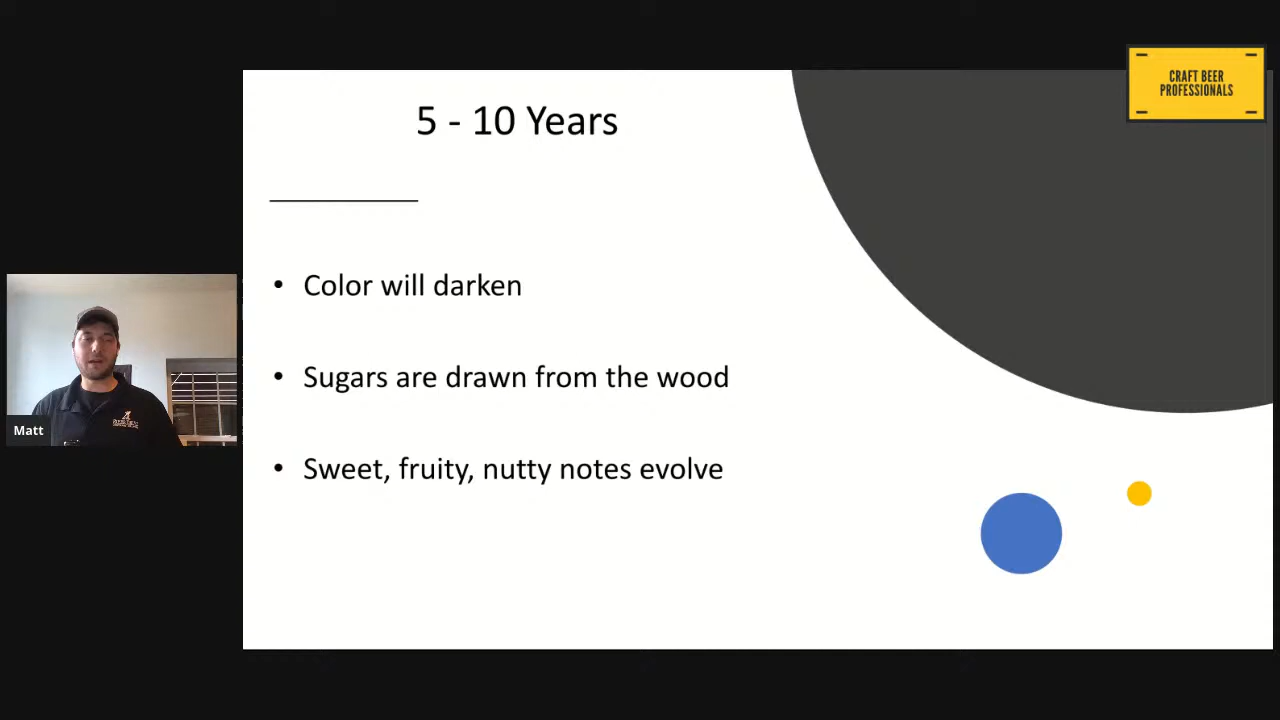 CRAFT BEER
PROFESSIONALS
5 - 10 Years
• Color will darken
• Sugars are drawn from the wood
• Sweet, fruity, nutty notes evolve
Matt